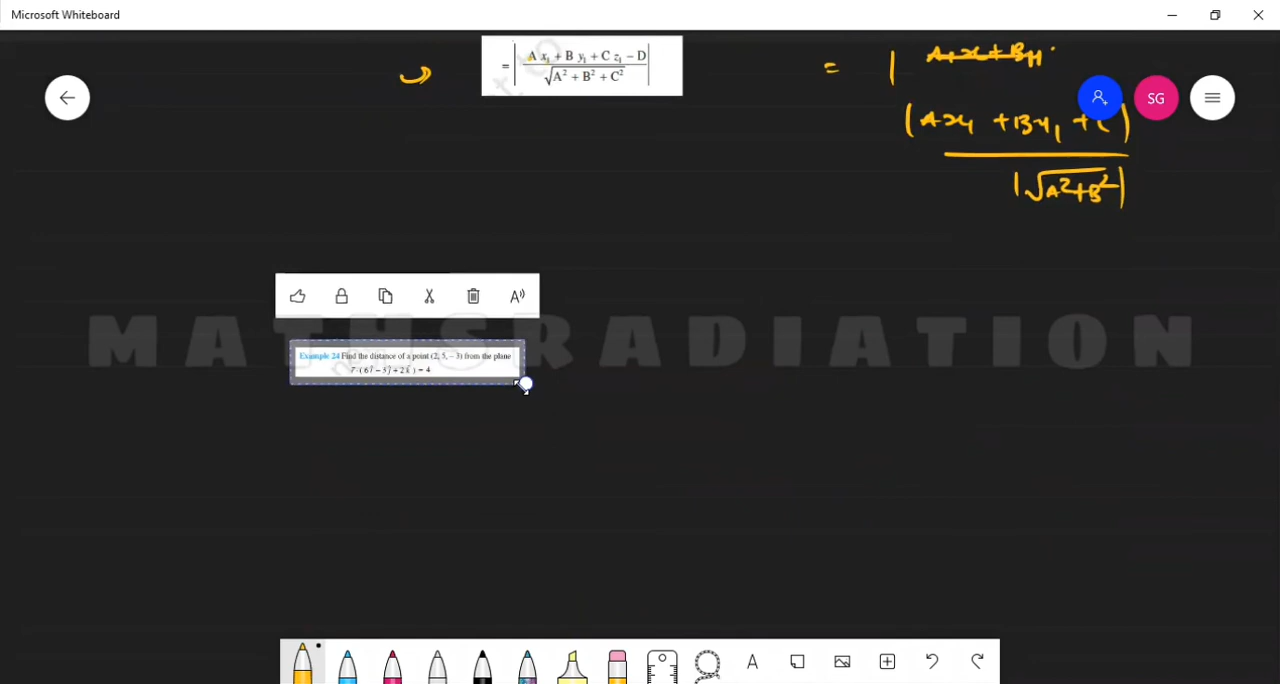 Microsoft Whiteboard
= | A x₁ + B y₁ + C z₁ − D / √A² + B² + C² |
= |
(Ax₁ + By₁ + C)
|√A²+B²|
SG
MATHSRADIATION
Example 24 Find the distance of a point (2, 5, – 3) from the plane
r⃗ · ( 6î − 3ĵ + 2k̂ ) = 4